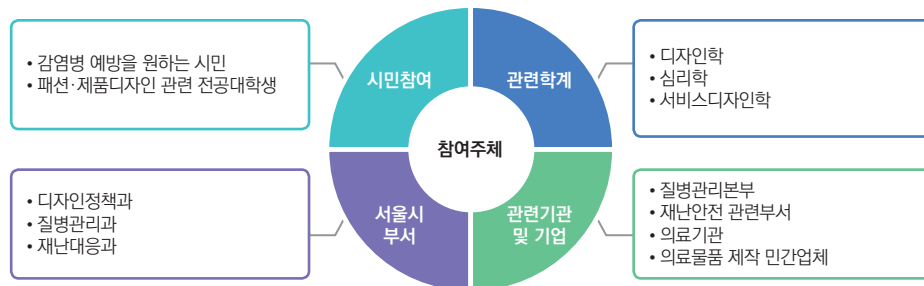 • 감염병 예방을 원하는 시민
• 패션·제품디자인 관련 전공대학생
시민참여
관련학계
• 디자인학
• 심리학
• 서비스디자인학
참여주체
• 디자인정책과
• 질병관리과
• 재난대응과
서울시
부서
관련기관
및 기업
• 질병관리본부
• 재난안전 관련부서
• 의료기관
• 의료물품 제작 민간업체